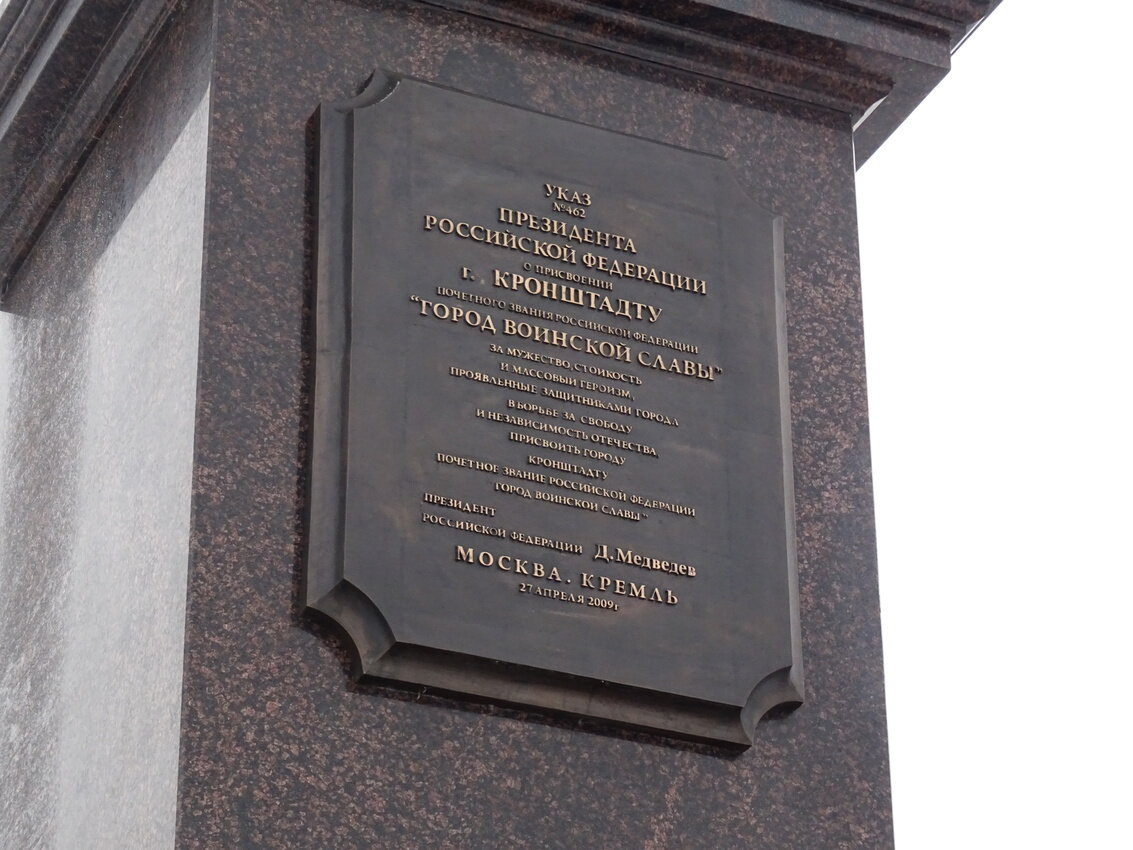 УКАЗ
№462
ПРЕЗИДЕНТА
РОССИЙСКОЙ ФЕДЕРАЦИИ
О ПРИСВОЕНИИ
г. КРОНШТАДТУ
ПОЧЕТНОГО ЗВАНИЯ РОССИЙСКОЙ ФЕДЕРАЦИИ
“ГОРОД ВОИНСКОЙ СЛАВЫ”
ЗА МУЖЕСТВО, СТОЙКОСТЬ
И МАССОВЫЙ ГЕРОИЗМ,
ПРОЯВЛЕННЫЕ ЗАЩИТНИКАМИ ГОРОДА
В БОРЬБЕ ЗА СВОБОДУ
И НЕЗАВИСИМОСТЬ ОТЕЧЕСТВА,
ПРИСВОИТЬ ГОРОДУ
КРОНШТАДТУ
ПОЧЕТНОЕ ЗВАНИЕ РОССИЙСКОЙ ФЕДЕРАЦИИ
ГОРОД ВОИНСКОЙ СЛАВЫ”
ПРЕЗИДЕНТ
РОССИЙСКОЙ ФЕДЕРАЦИИ Д. Медведев
МОСКВА. КРЕМЛЬ
27 АПРЕЛЯ 2009г